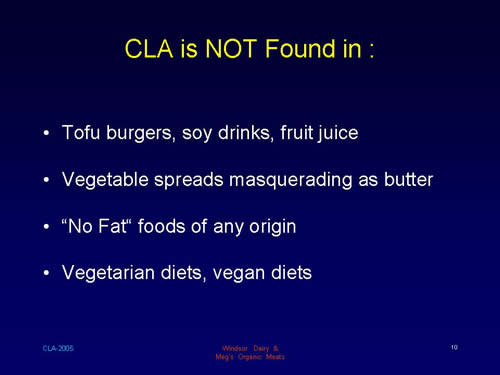 CLA is NOT Found in :
• Tofu burgers, soy drinks, fruit juice
• Vegetable spreads masquerading as butter
• “No Fat“ foods of any origin
• Vegetarian diets, vegan diets
CLA-2005
Windsor Dairy &
Meg's Organic Meats
10